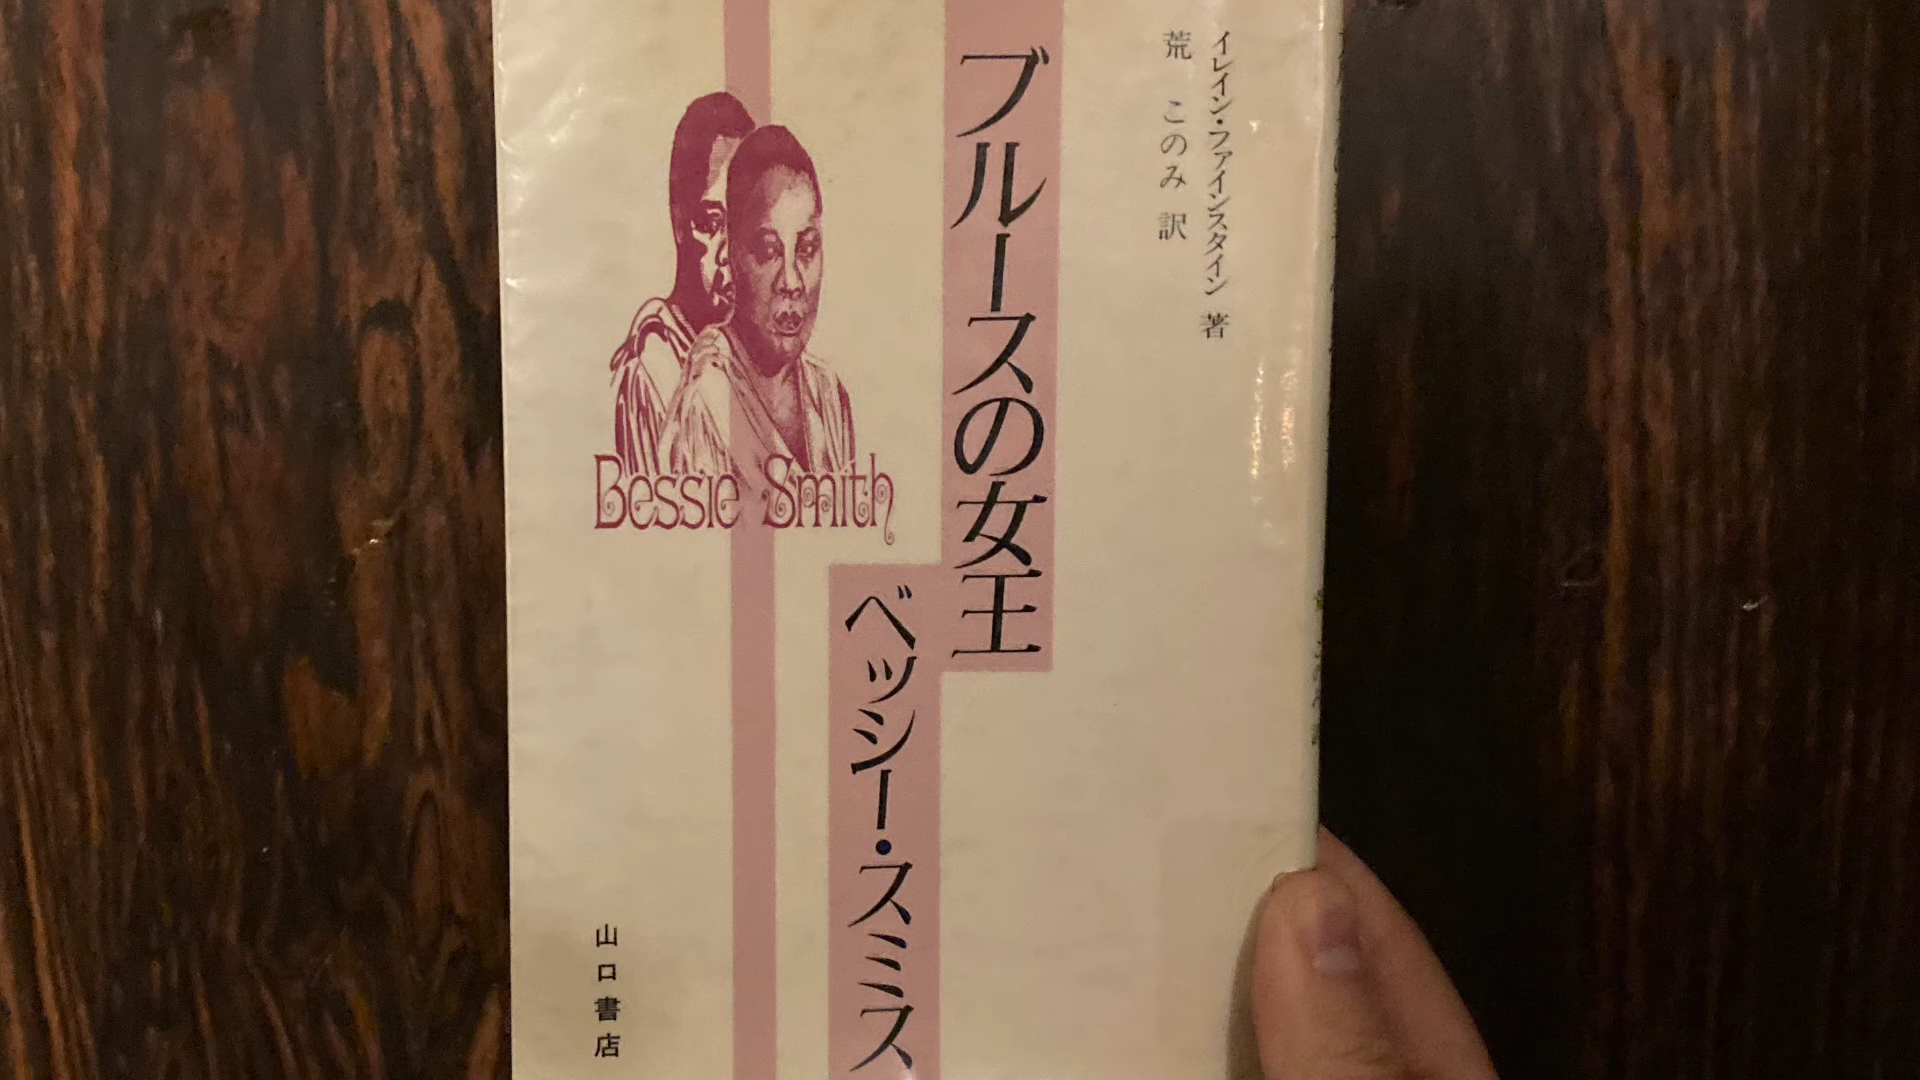 イレイン・ファインスタイン 著
荒 このみ 訳
ブルースの女王
ベッシー・スミス
Bessie Smith
山口書店